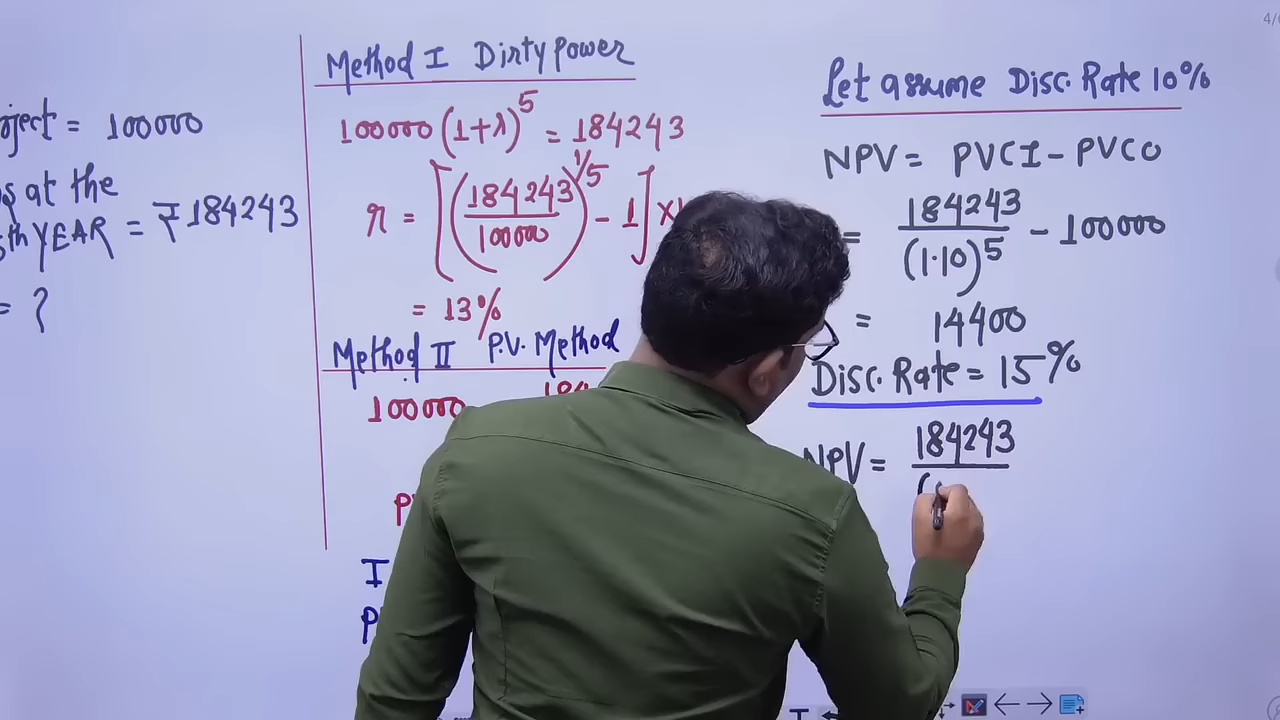 oject = 100000
s at the
5th YEAR = ₹184243
= ?
Method I Dirty power
100000 (1+r)^5 = 184243
r = [(184243/100000)^1/5 - 1] x
= 13%
Method II P.V. Method
100000
P
I
P
Let assume Disc. Rate 10%
NPV = PVCI - PVCO
= 184243/(1.10)^5 - 100000
= 14400
Disc. Rate = 15%
NPV = 184243
(
4/